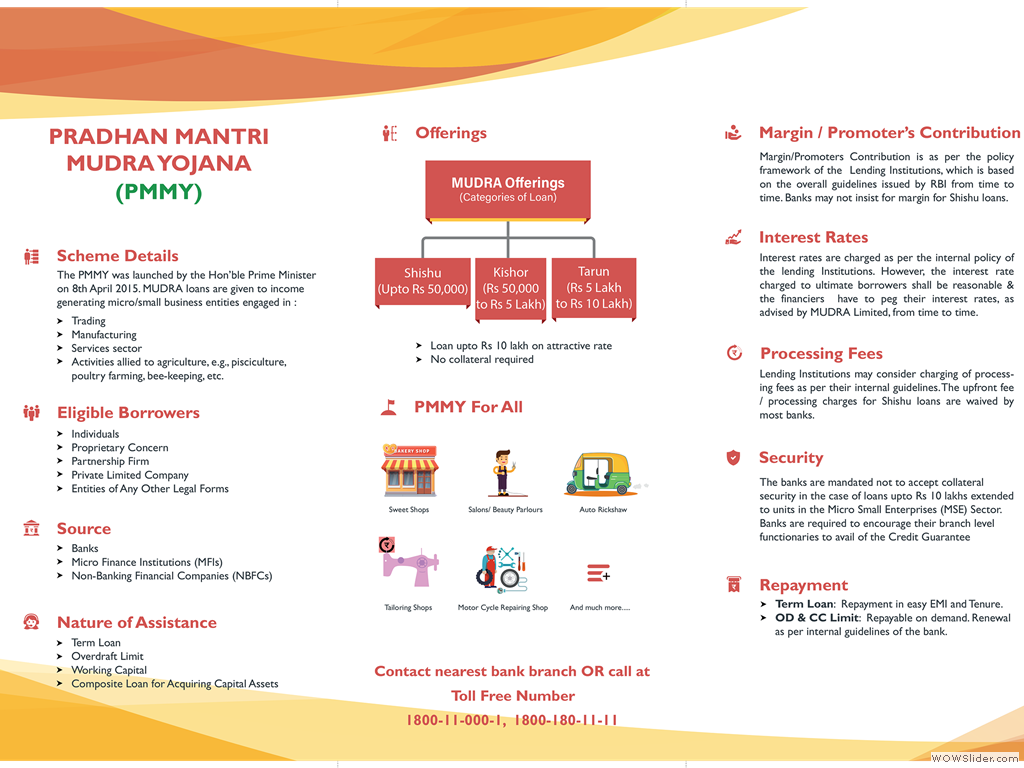 PRADHAN MANTRI
MUDRA YOJANA
(PMMY)
Scheme Details
The PMMY was launched by the Hon'ble Prime Minister
on 8th April 2015. MUDRA loans are given to income
generating micro/small business entities engaged in :
➤ Trading
➤ Manufacturing
➤ Services sector
➤ Activities allied to agriculture, e.g., pisciculture,
poultry farming, bee-keeping, etc.
Eligible Borrowers
➤ Individuals
➤ Proprietary Concern
➤ Partnership Firm
➤ Private Limited Company
➤ Entities of Any Other Legal Forms
Source
➤ Banks
➤ Micro Finance Institutions (MFIs)
➤ Non-Banking Financial Companies (NBFCs)
Nature of Assistance
➤ Term Loan
➤ Overdraft Limit
➤ Working Capital
➤ Composite Loan for Acquiring Capital Assets
Offerings
MUDRA Offerings
(Categories of Loan)
Shishu
(Upto Rs 50,000)
Kishor
(Rs 50,000
to Rs 5 Lakh)
Tarun
(Rs 5 Lakh
to Rs 10 Lakh)
➤ Loan upto Rs 10 lakh on attractive rate
➤ No collateral required
PMMY For All
BAKERY SHOP
Sweet Shops
Salons/ Beauty Parlours
Auto Rickshaw
Tailoring Shops
Motor Cycle Repairing Shop
And much more.....
Contact nearest bank branch OR call at
Toll Free Number
1800-11-000-1, 1800-180-11-11
Margin / Promoter's Contribution
Margin/Promoters Contribution is as per the policy
framework of the Lending Institutions, which is based
on the overall guidelines issued by RBI from time to
time. Banks may not insist for margin for Shishu loans.
Interest Rates
Interest rates are charged as per the internal policy of
the lending Institutions. However, the interest rate
charged to ultimate borrowers shall be reasonable &
the financiers have to peg their interest rates, as
advised by MUDRA Limited, from time to time.
Processing Fees
Lending Institutions may consider charging of process-
ing fees as per their internal guidelines. The upfront fee
/ processing charges for Shishu loans are waived by
most banks.
Security
The banks are mandated not to accept collateral
security in the case of loans upto Rs 10 lakhs extended
to units in the Micro Small Enterprises (MSE) Sector.
Banks are required to encourage their branch level
functionaries to avail of the Credit Guarantee
Repayment
➤ Term Loan: Repayment in easy EMI and Tenure.
➤ OD & CC Limit: Repayable on demand. Renewal
as per internal guidelines of the bank.
WOWSlider.com